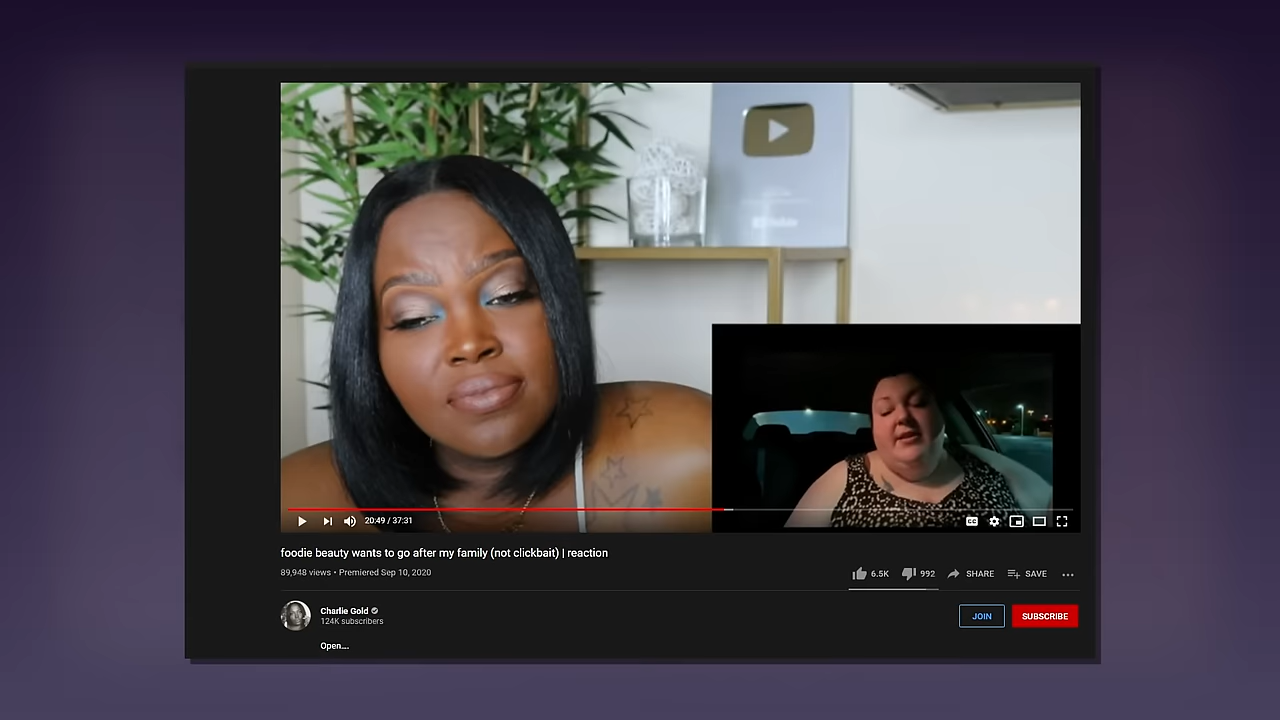 20:49 / 37:31
CC
foodie beauty wants to go after my family (not clickbait) | reaction
89,948 views • Premiered Sep 10, 2020
6.5K 992 SHARE SAVE
Charlie Gold
124K subscribers
JOIN SUBSCRIBE
Open...